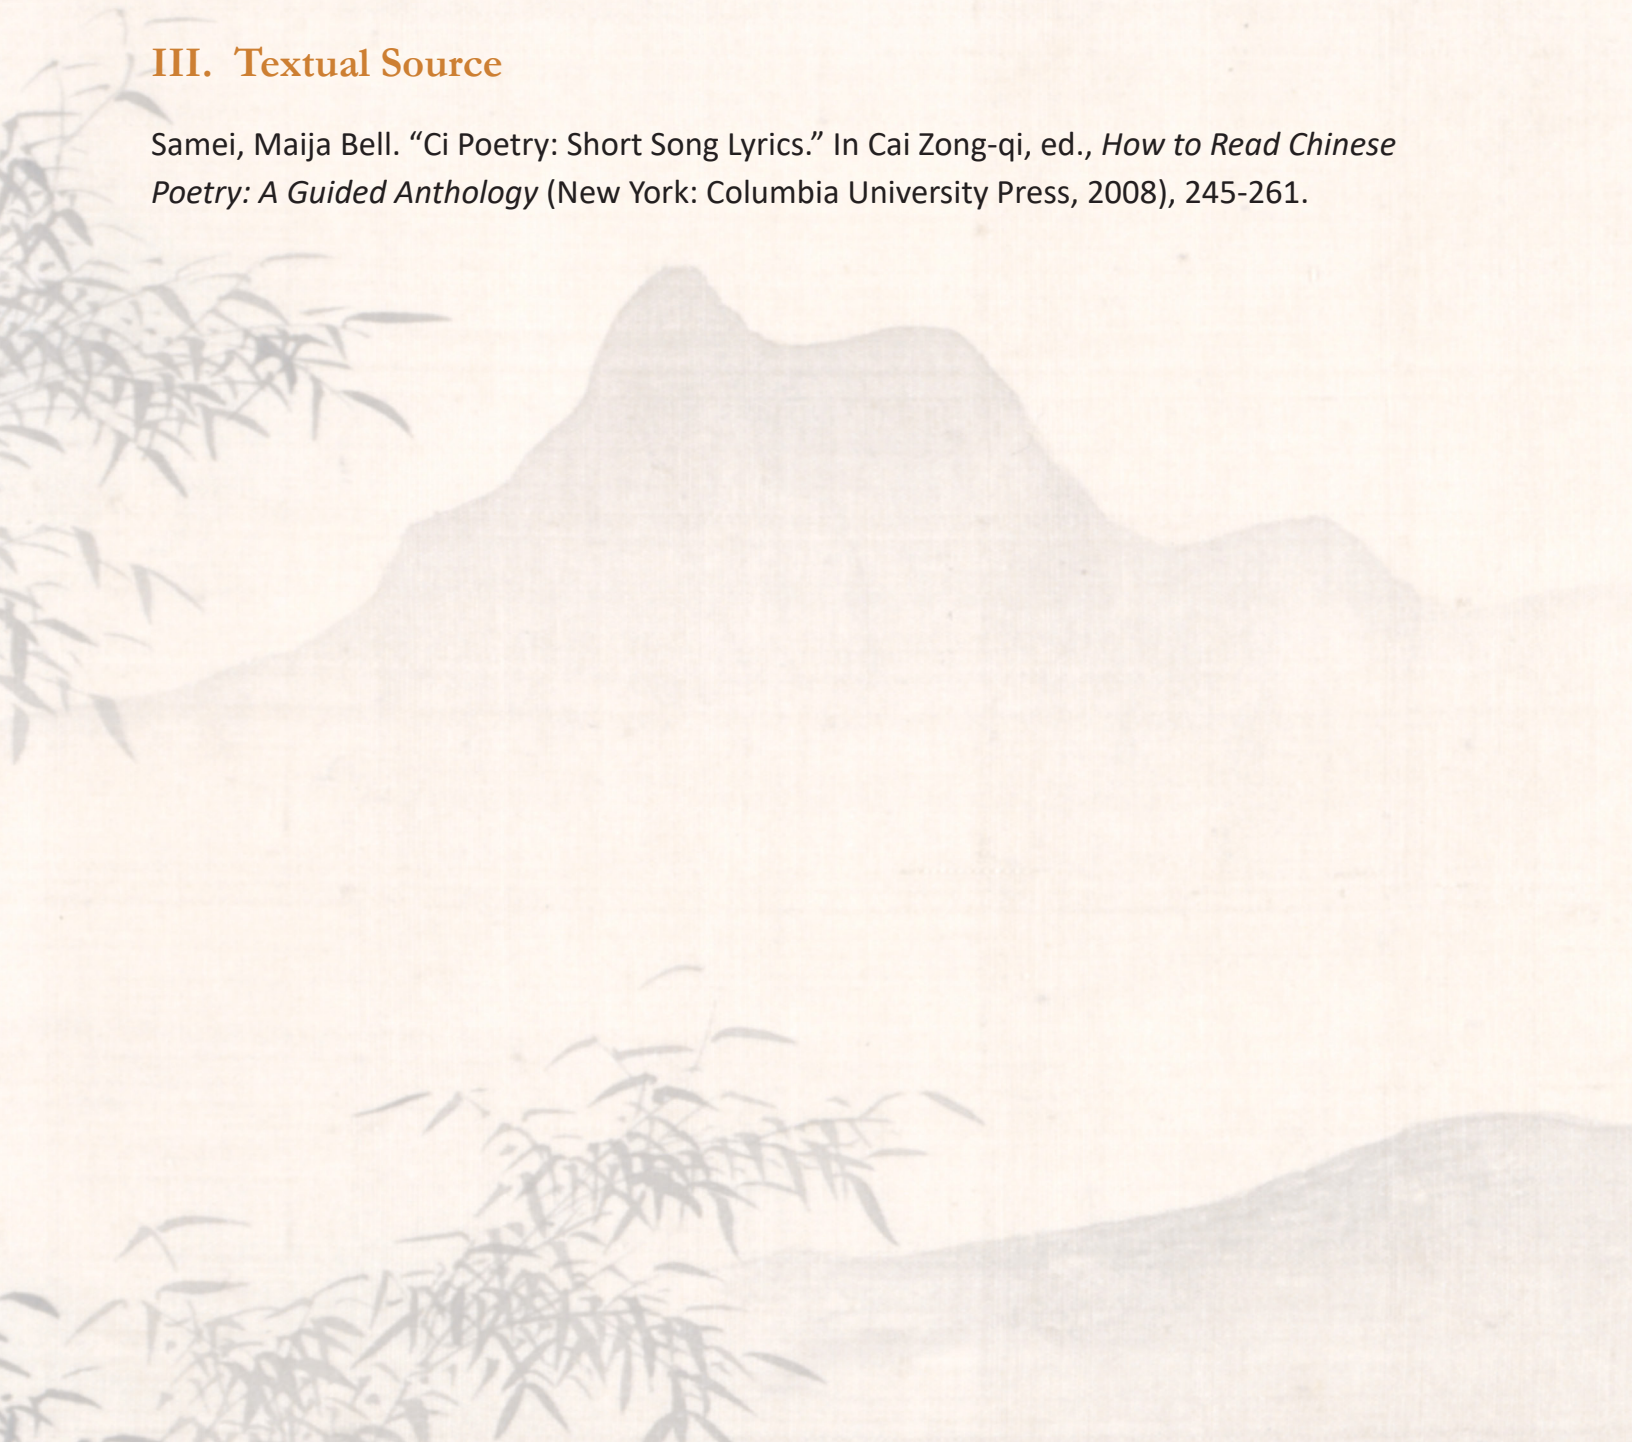 III. Textual Source
Samei, Maija Bell. “Ci Poetry: Short Song Lyrics.” In Cai Zong-qi, ed., How to Read Chinese
Poetry: A Guided Anthology (New York: Columbia University Press, 2008), 245-261.